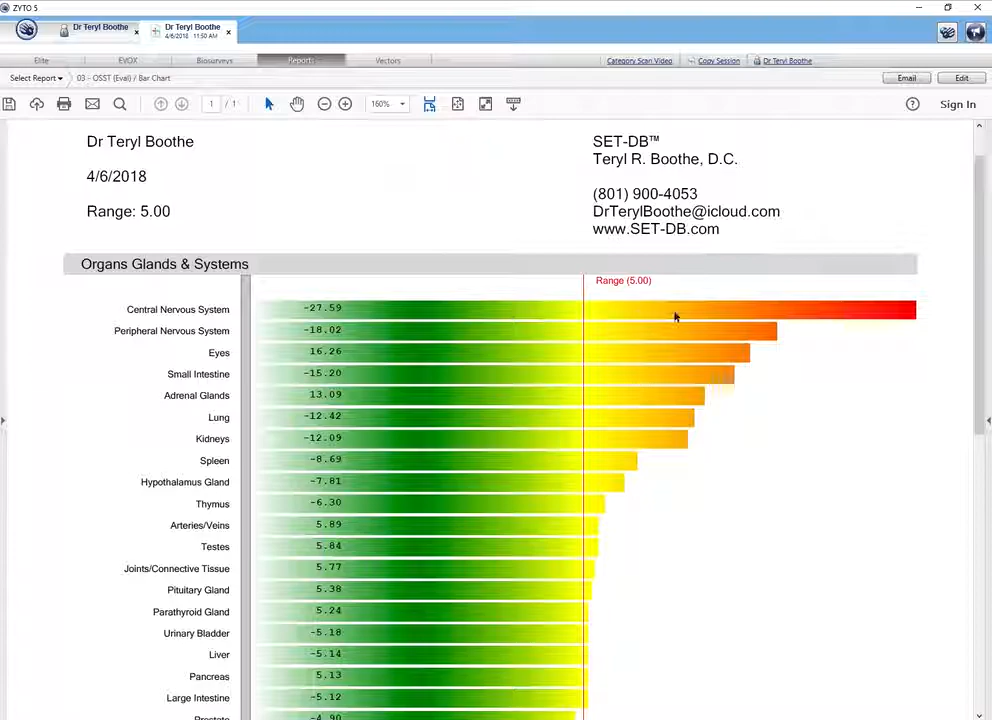 ZYTO 5
Dr Teryl Boothe
Dr Teryl Boothe
4/6/2018 11:50 AM
Elite
EVOX
Biosurveys
Reports
Vectors
Category Scan Video
Copy Session
Dr Teryl Boothe
Select Report
03 - OSST (Eval) / Bar Chart
Email
Edit
1 / 1
160%
Sign In
Dr Teryl Boothe
4/6/2018
Range: 5.00
SET-DB™
Teryl R. Boothe, D.C.
(801) 900-4053
DrTerylBoothe@icloud.com
www.SET-DB.com
Organs Glands & Systems
Range (5.00)
Central Nervous System -27.59
Peripheral Nervous System -18.02
Eyes 16.26
Small Intestine -15.20
Adrenal Glands 13.09
Lung -12.42
Kidneys -12.09
Spleen -8.69
Hypothalamus Gland -7.81
Thymus -6.30
Arteries/Veins 5.89
Testes 5.84
Joints/Connective Tissue 5.77
Pituitary Gland 5.38
Parathyroid Gland 5.24
Urinary Bladder -5.18
Liver -5.14
Pancreas 5.13
Large Intestine -5.12
Prostate -4.90